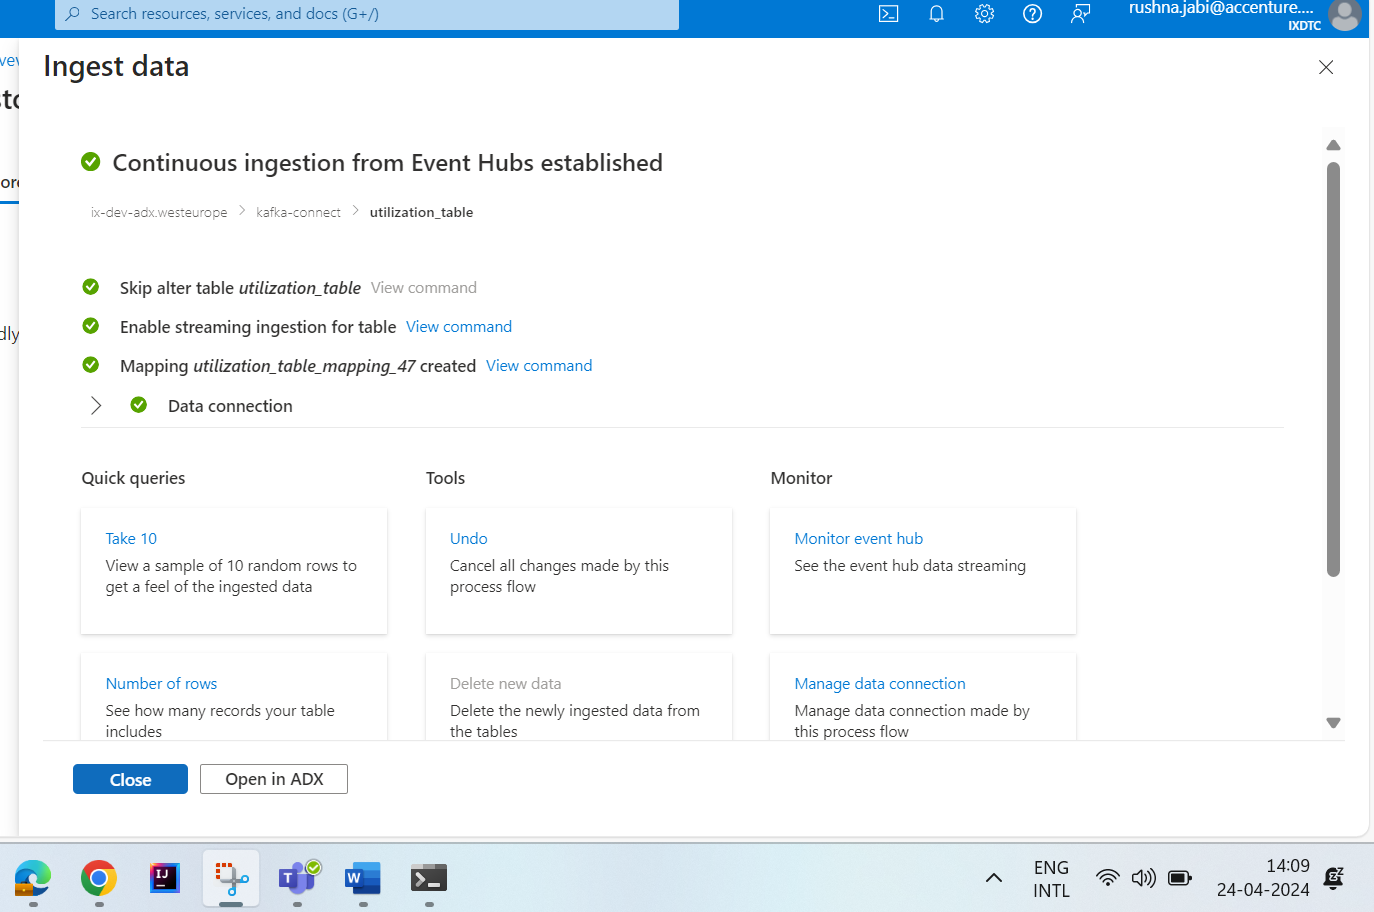 Search resources, services, and docs (G+/)
rushna.jabi@accenture....
IXDTC
Ingest data
Continuous ingestion from Event Hubs established
ix-dev-adx.westeurope > kafka-connect > utilization_table
Skip alter table utilization_table View command
Enable streaming ingestion for table View command
Mapping utilization_table_mapping_47 created View command
Data connection
Quick queries
Take 10
View a sample of 10 random rows to
get a feel of the ingested data
Number of rows
See how many records your table
includes
Tools
Undo
Cancel all changes made by this
process flow
Delete new data
Delete the newly ingested data from
the tables
Monitor
Monitor event hub
See the event hub data streaming
Manage data connection
Manage data connection made by
this process flow
Close
Open in ADX
ENG
INTL
14:09
24-04-2024